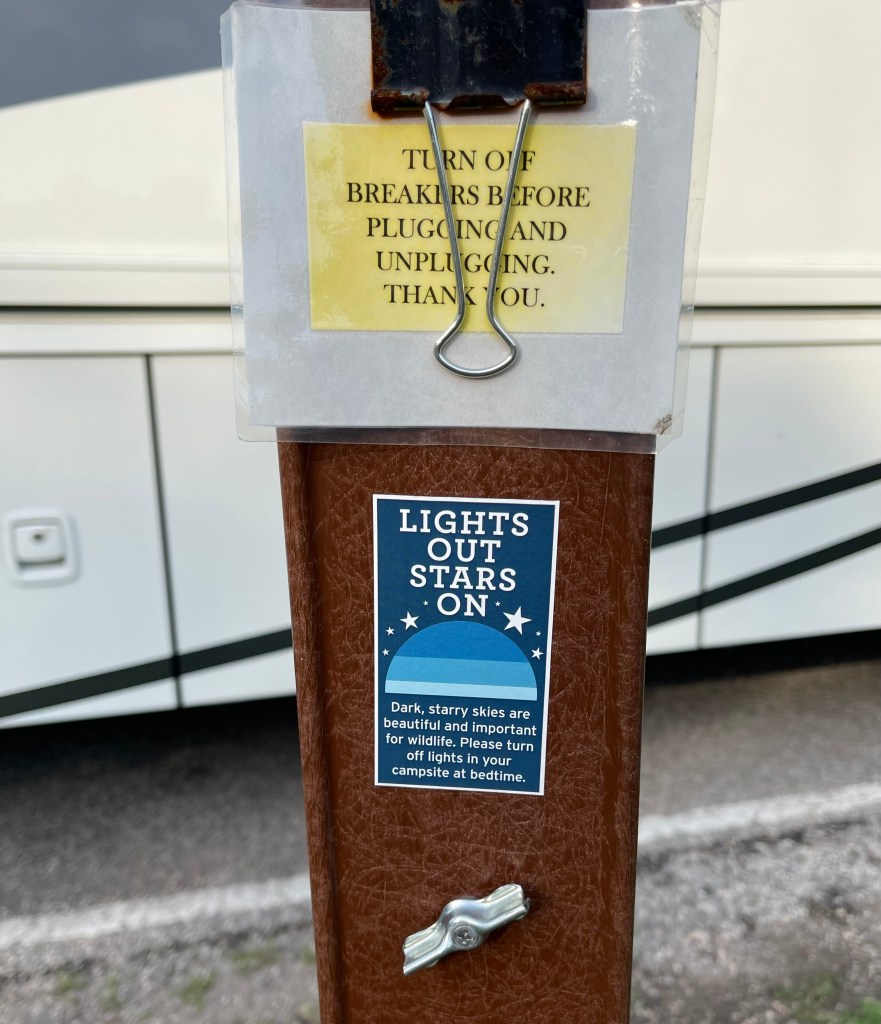 TURN OFF
BREAKERS BEFORE
PLUGGING AND
UNPLUGGING.
THANK YOU.
LIGHTS
OUT
STARS
ON
Dark, starry skies are
beautiful and important
for wildlife. Please turn
off lights in your
campsite at bedtime.